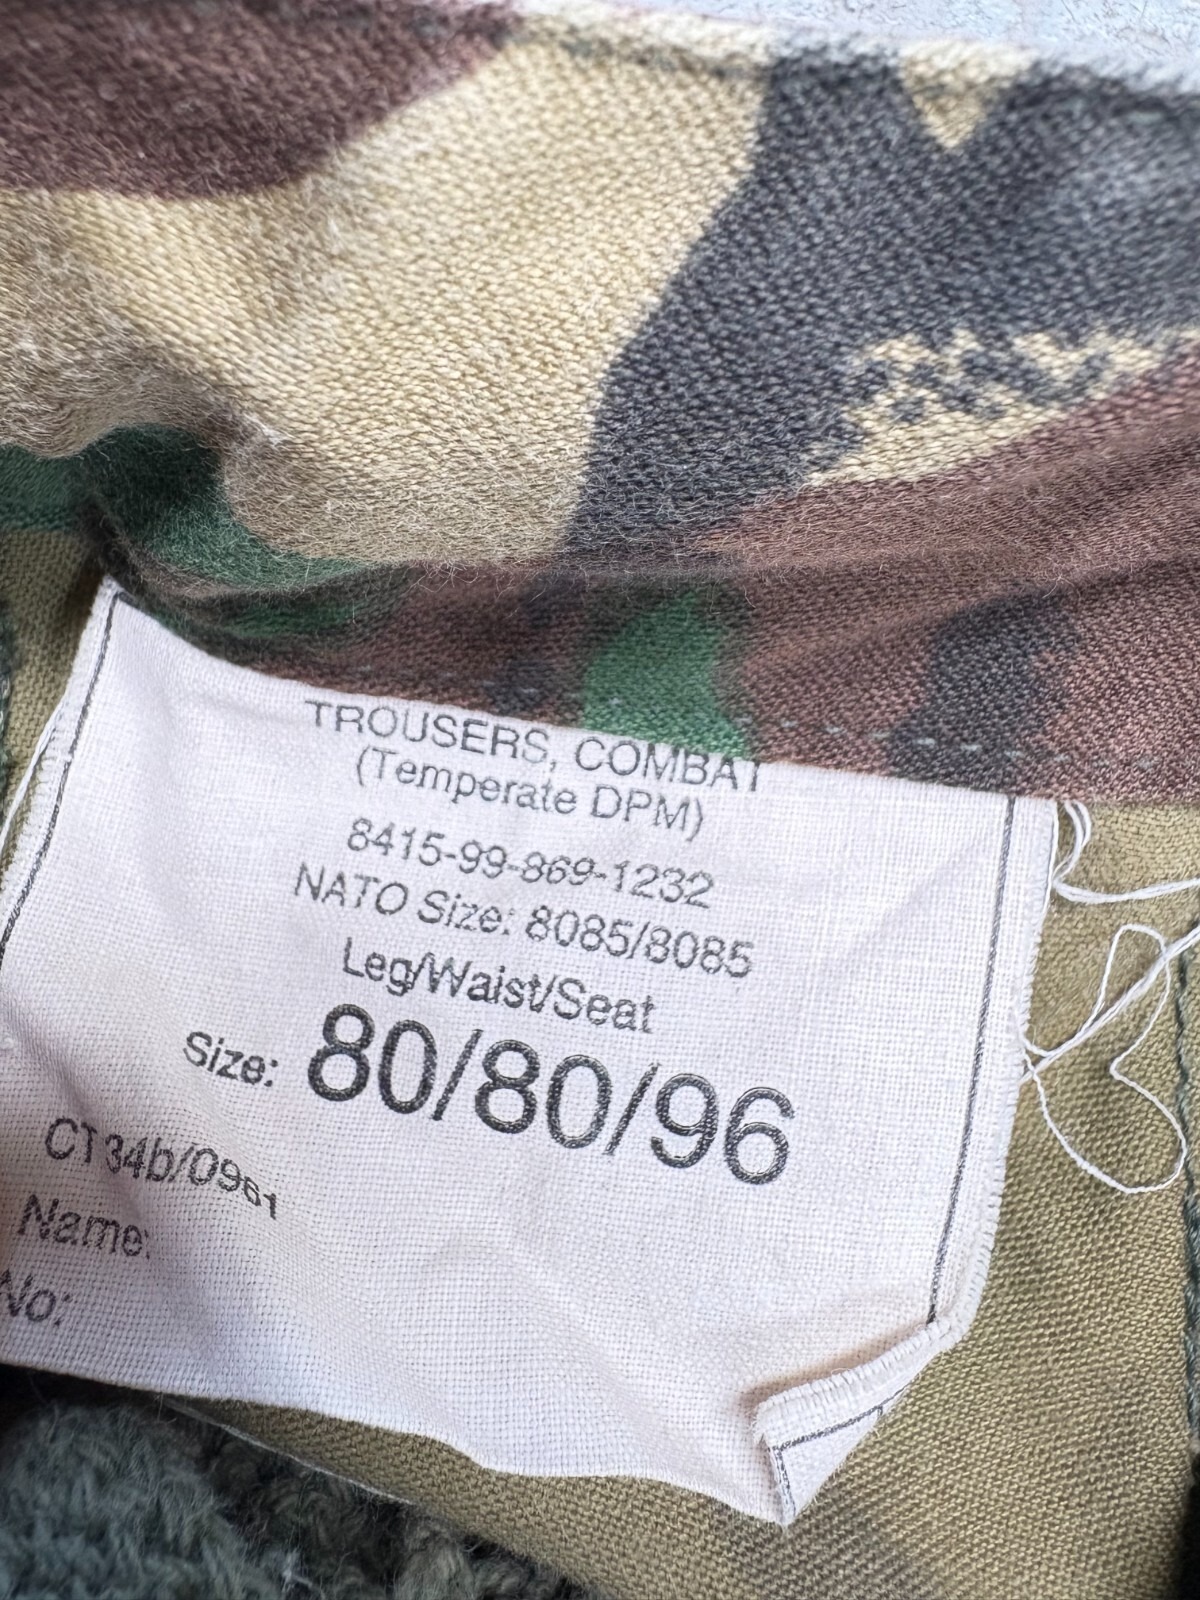 TROUSERS, COMBAT
(Temperate DPM)
8415-99-869-1232
NATO Size: 8085/8085
Leg/Waist/Seat
Size: 80/80/96
CT34b/0961
Name:
No: